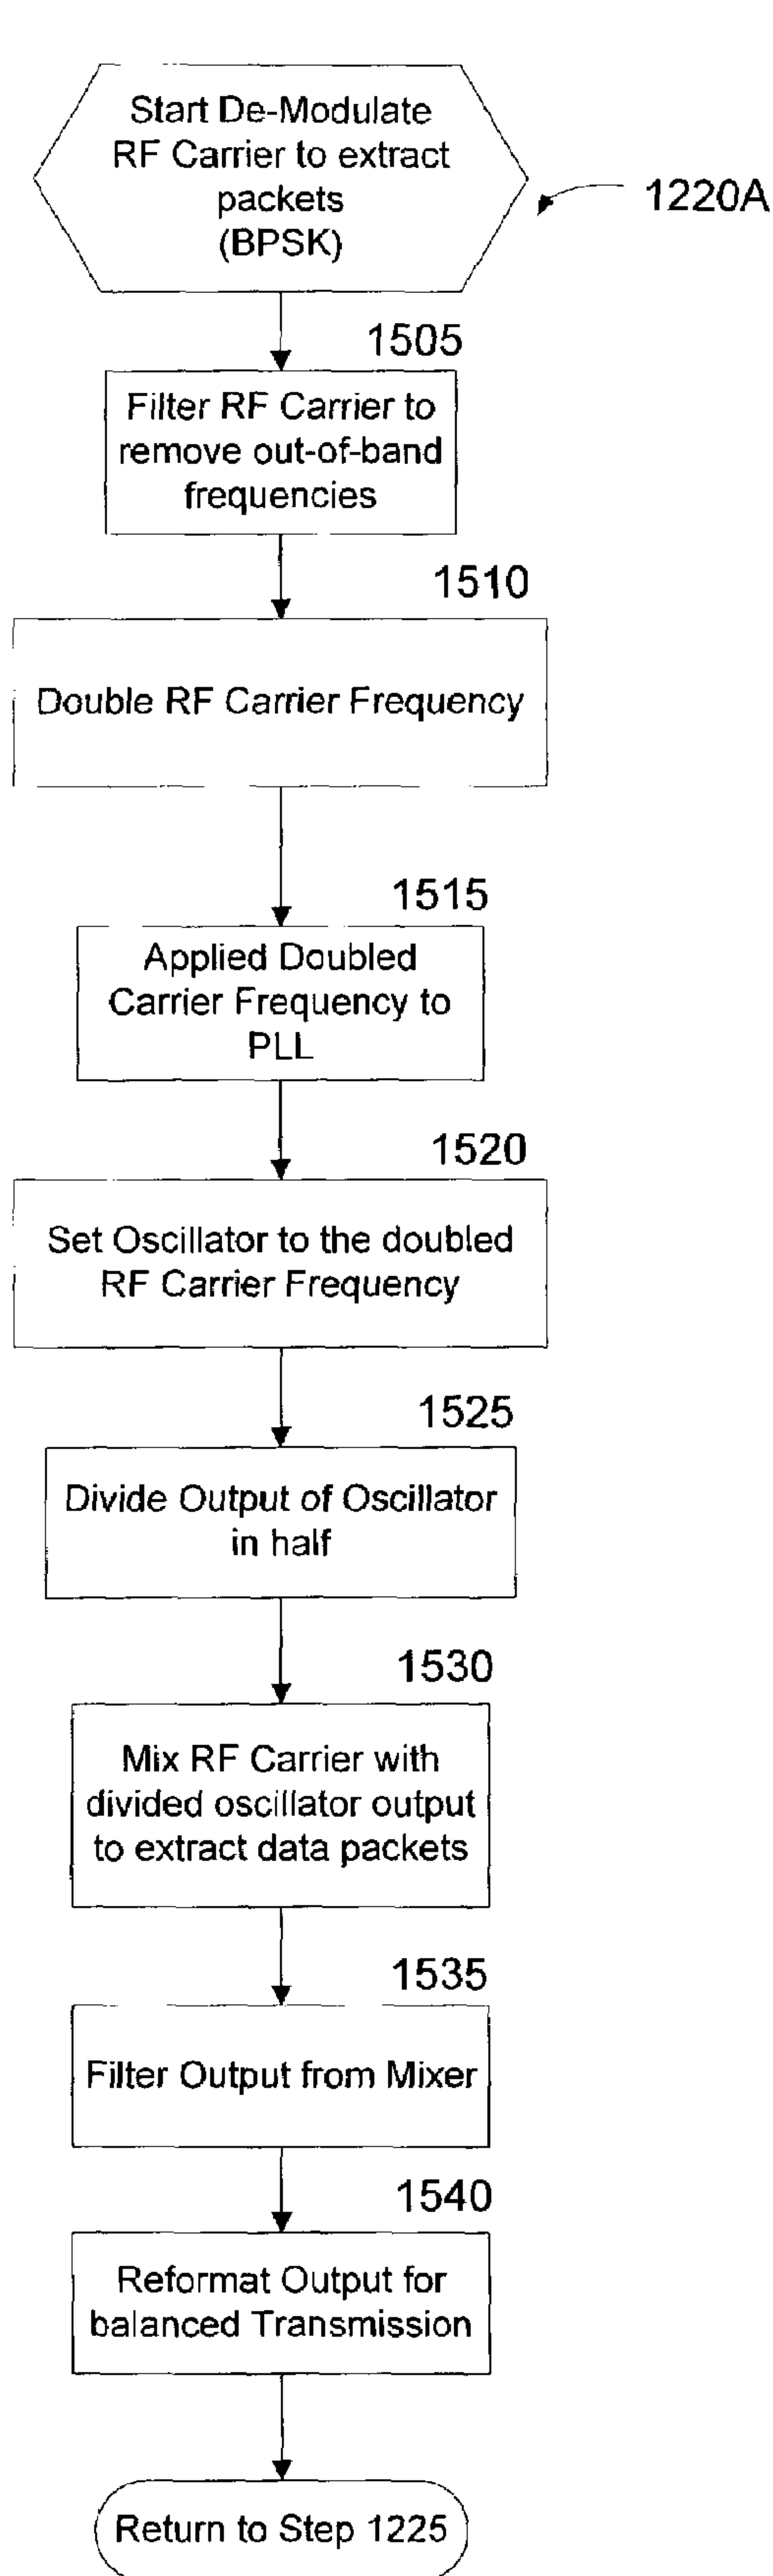 Start De-Modulate
RF Carrier to extract
packets
(BPSK)
1220A
1505
Filter RF Carrier to
remove out-of-band
frequencies
1510
Double RF Carrier Frequency
1515
Applied Doubled
Carrier Frequency to
PLL
1520
Set Oscillator to the doubled
RF Carrier Frequency
1525
Divide Output of Oscillator
in half
1530
Mix RF Carrier with
divided oscillator output
to extract data packets
1535
Filter Output from Mixer
1540
Reformat Output for
balanced Transmission
Return to Step 1225